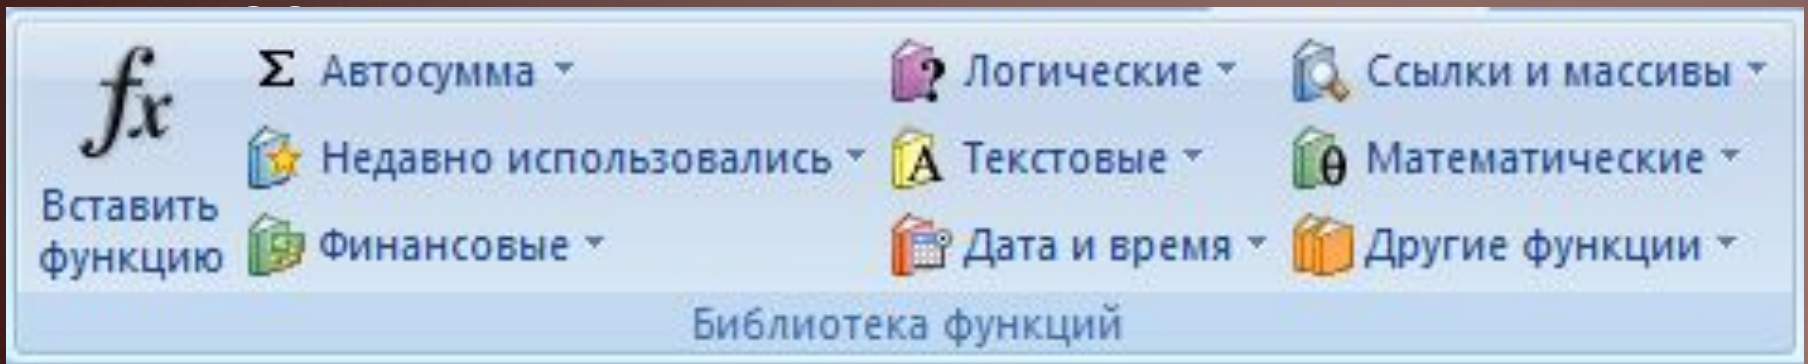 fx
Вставить
функцию
Σ Автосумма
Недавно использовались
Финансовые
? Логические
A Текстовые
Дата и время
Ссылки и массивы
θ Математические
Другие функции
Библиотека функций